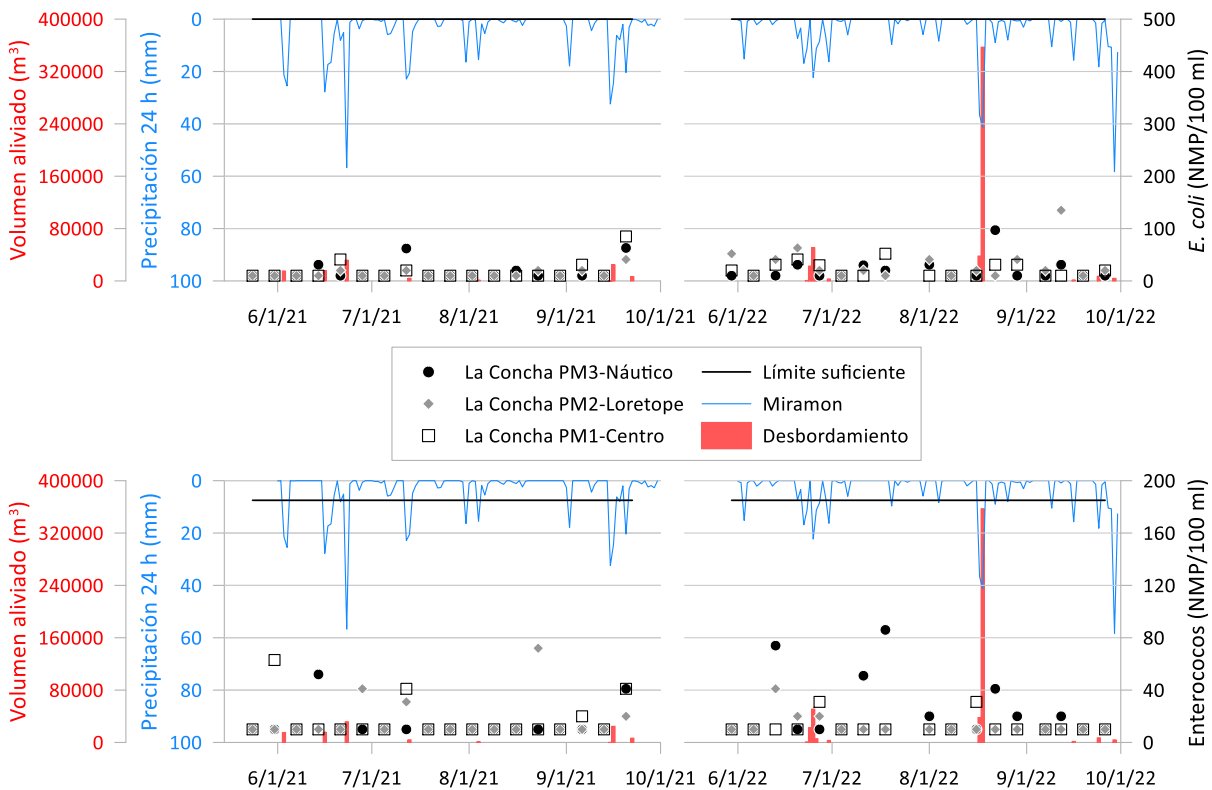 Volumen aliviado (m³)
400000
320000
240000
160000
80000
0
Precipitación 24 h (mm)
0
20
40
60
80
100
500
400
300
200
100
0
E. coli (NMP/100 ml)
6/1/21 7/1/21 8/1/21 9/1/21 10/1/21 6/1/22 7/1/22 8/1/22 9/1/22 10/1/22
La Concha PM3-Náutico
La Concha PM2-Loretope
La Concha PM1-Centro
Límite suficiente
Miramon
Desbordamiento
Volumen aliviado (m³)
400000
320000
240000
160000
80000
0
Precipitación 24 h (mm)
0
20
40
60
80
100
200
160
120
80
40
0
Enterococos (NMP/100 ml)
6/1/21 7/1/21 8/1/21 9/1/21 10/1/21 6/1/22 7/1/22 8/1/22 9/1/22 10/1/22